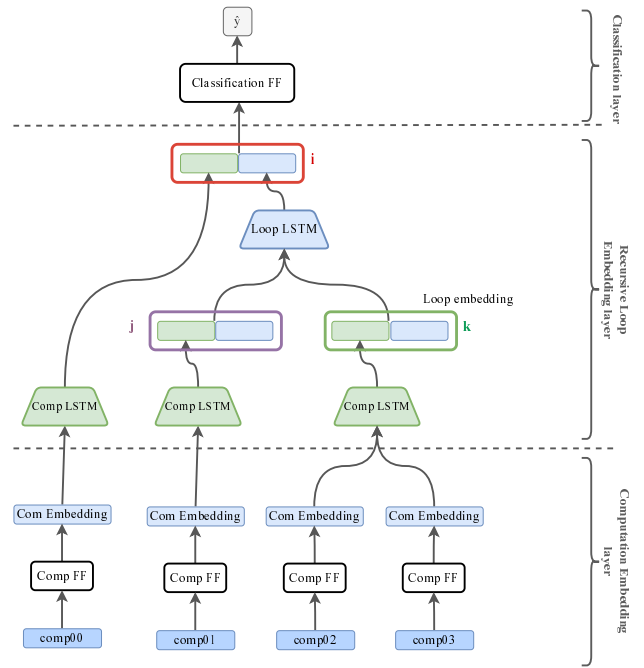 ŷ
Classification FF
Classification layer
i
Loop LSTM
Recursive Loop
Embedding layer
Loop embedding
j
k
Comp LSTM
Comp LSTM
Comp LSTM
Com Embedding
Com Embedding
Com Embedding
Com Embedding
Computation Embedding
layer
Comp FF
Comp FF
Comp FF
Comp FF
comp00
comp01
comp02
comp03